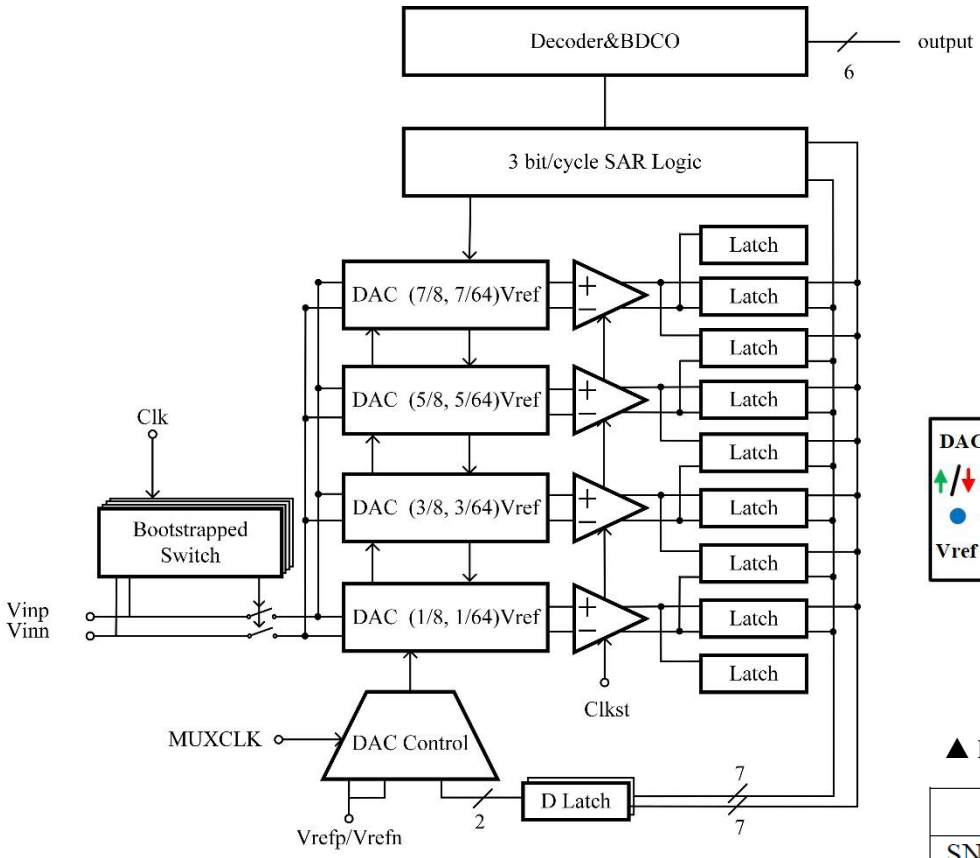 Decoder&BDCO
output
6
3 bit/cycle SAR Logic
Latch
DAC (7/8, 7/64)Vref
+
−
Latch
Latch
DAC (5/8, 5/64)Vref
+
−
Latch
Clk
Latch
DAC
DAC (3/8, 3/64)Vref
+
−
Latch
/
Bootstrapped
Switch
Vref
Latch
Vinp
Vinn
DAC (1/8, 1/64)Vref
+
−
Latch
Latch
Clkst
MUXCLK
DAC Control
7
D Latch
2
7
Vrefp/Vrefn
SN